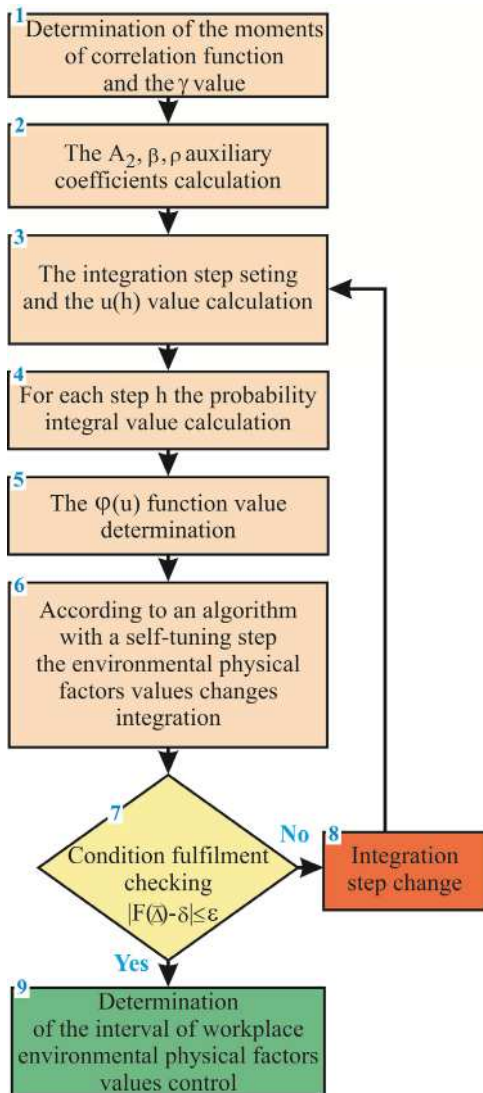 1
Determination of the moments
of correlation function
and the γ value
2
The A₂, β, ρ auxiliary
coefficients calculation
3
The integration step seting
and the u(h) value calculation
4
For each step h the probability
integral value calculation
5
The φ(u) function value
determination
6
According to an algorithm
with a self-tuning step
the environmental physical
factors values changes
integration
7
Condition fulfilment
checking
|F(Δ̅)-δ|≤ε
No
8
Integration
step change
Yes
9
Determination
of the interval of workplace
environmental physical factors
values control